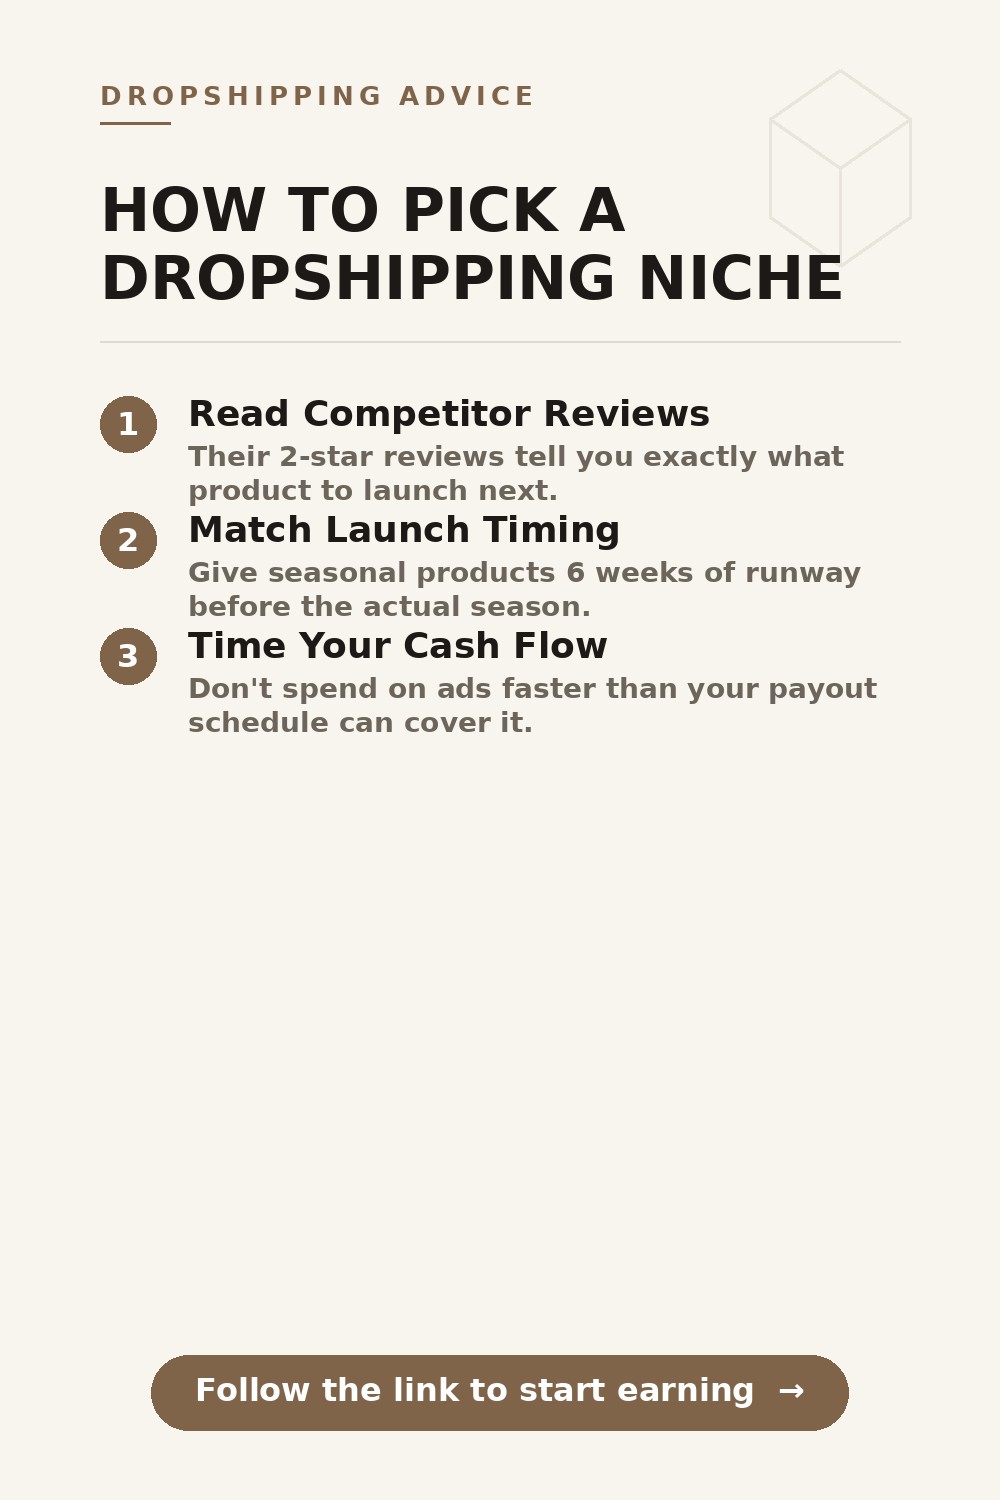 DROPSHIPPING ADVICE
HOW TO PICK A
DROPSHIPPING NICHE
1
Read Competitor Reviews
Their 2-star reviews tell you exactly what
product to launch next.
2
Match Launch Timing
Give seasonal products 6 weeks of runway
before the actual season.
3
Time Your Cash Flow
Don't spend on ads faster than your payout
schedule can cover it.
Follow the link to start earning →